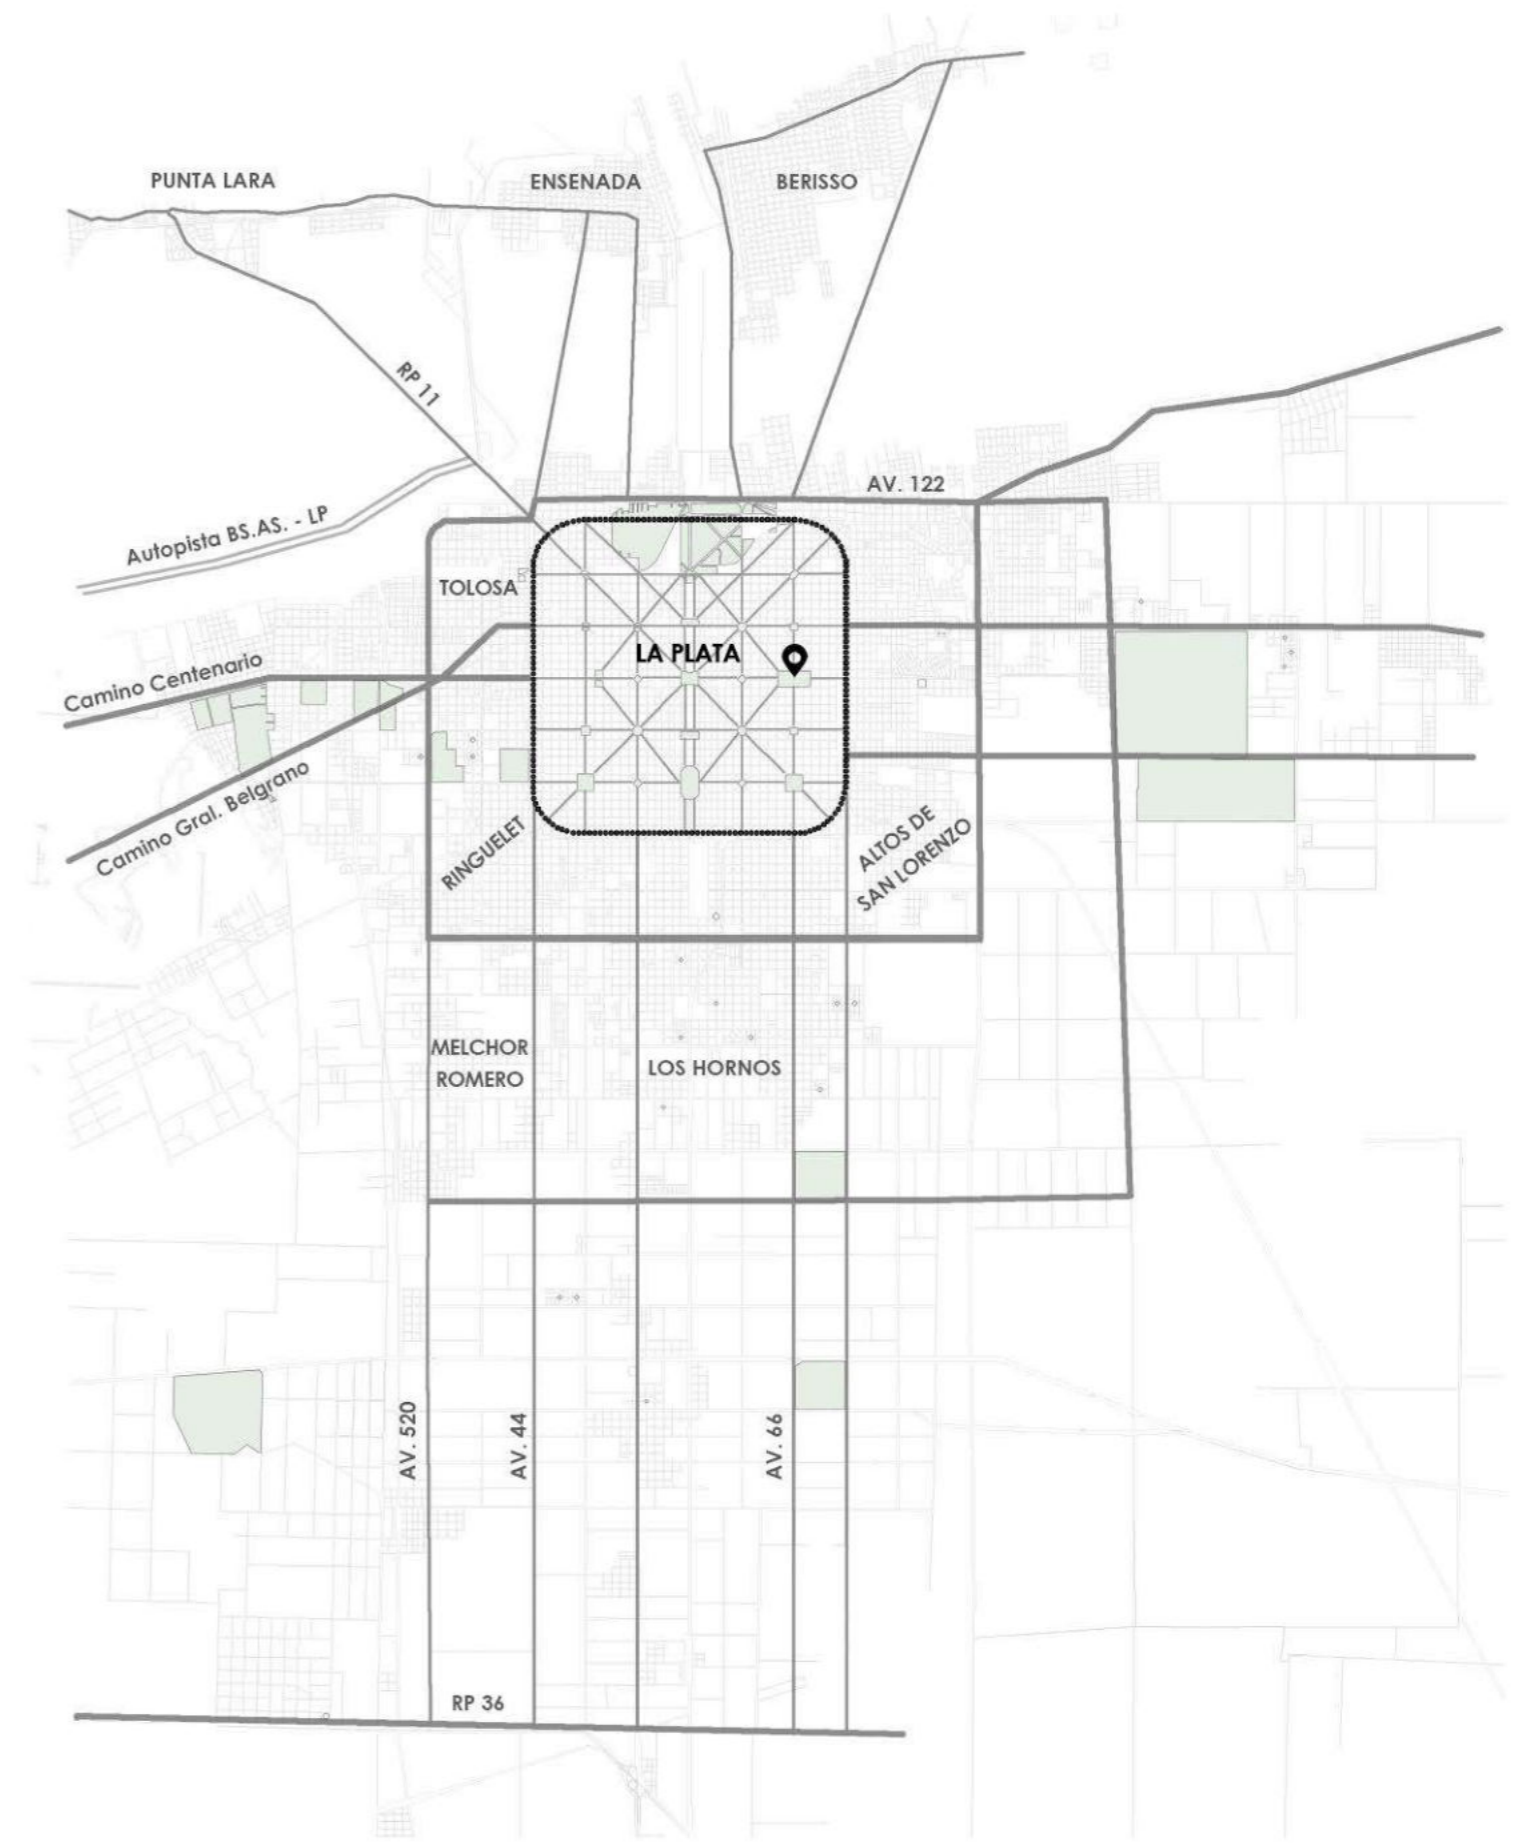 PUNTA LARA
ENSENADA
BERISSO
RP 11
AV. 122
Autopista BS.AS. - LP
TOLOSA
LA PLATA
Camino Centenario
Camino Gral. Belgrano
RINGUELET
ALTOS DE
SAN LORENZO
MELCHOR
ROMERO
LOS HORNOS
AV. 520
AV. 44
AV. 66
RP 36